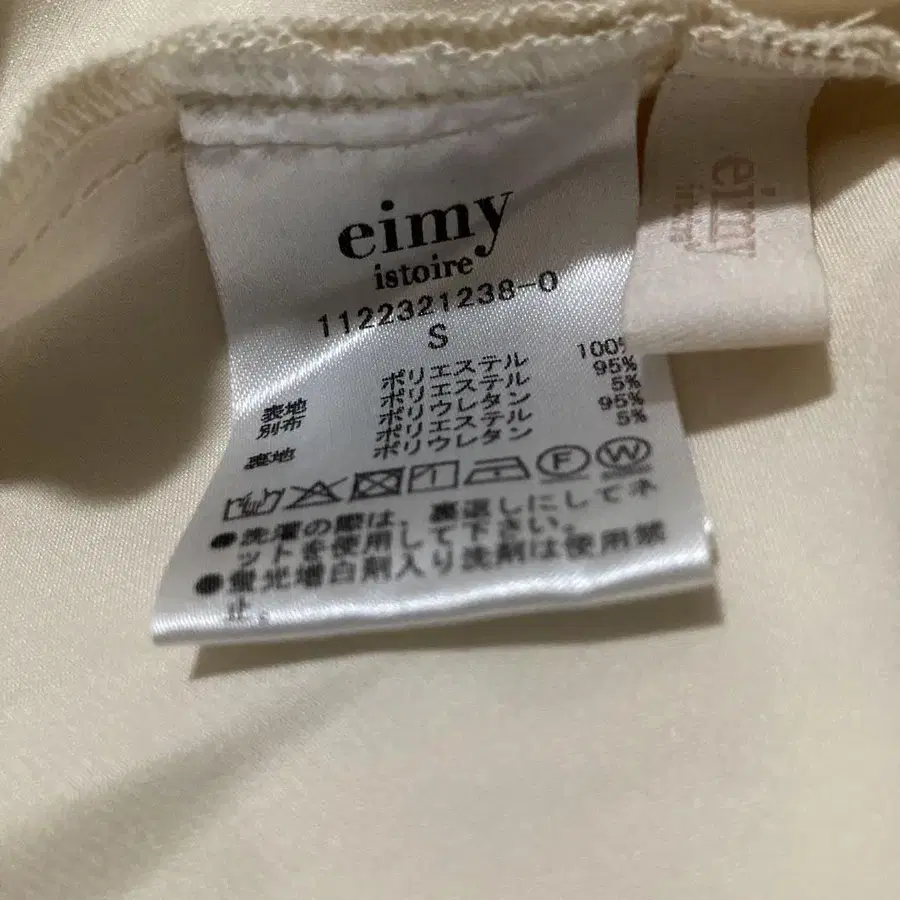 eimy
istoire
1122321238-0
S
表地 ポリエステル 100%
別布 ポリエステル 95%
ポリウレタン 5%
裏地 ポリエステル 95%
ポリウレタン 5%
F W
●洗濯の際は、裏返しにしてネ
ットを使用して下さい。
●蛍光増白剤入り洗剤は使用禁
止。
eimy
istoire